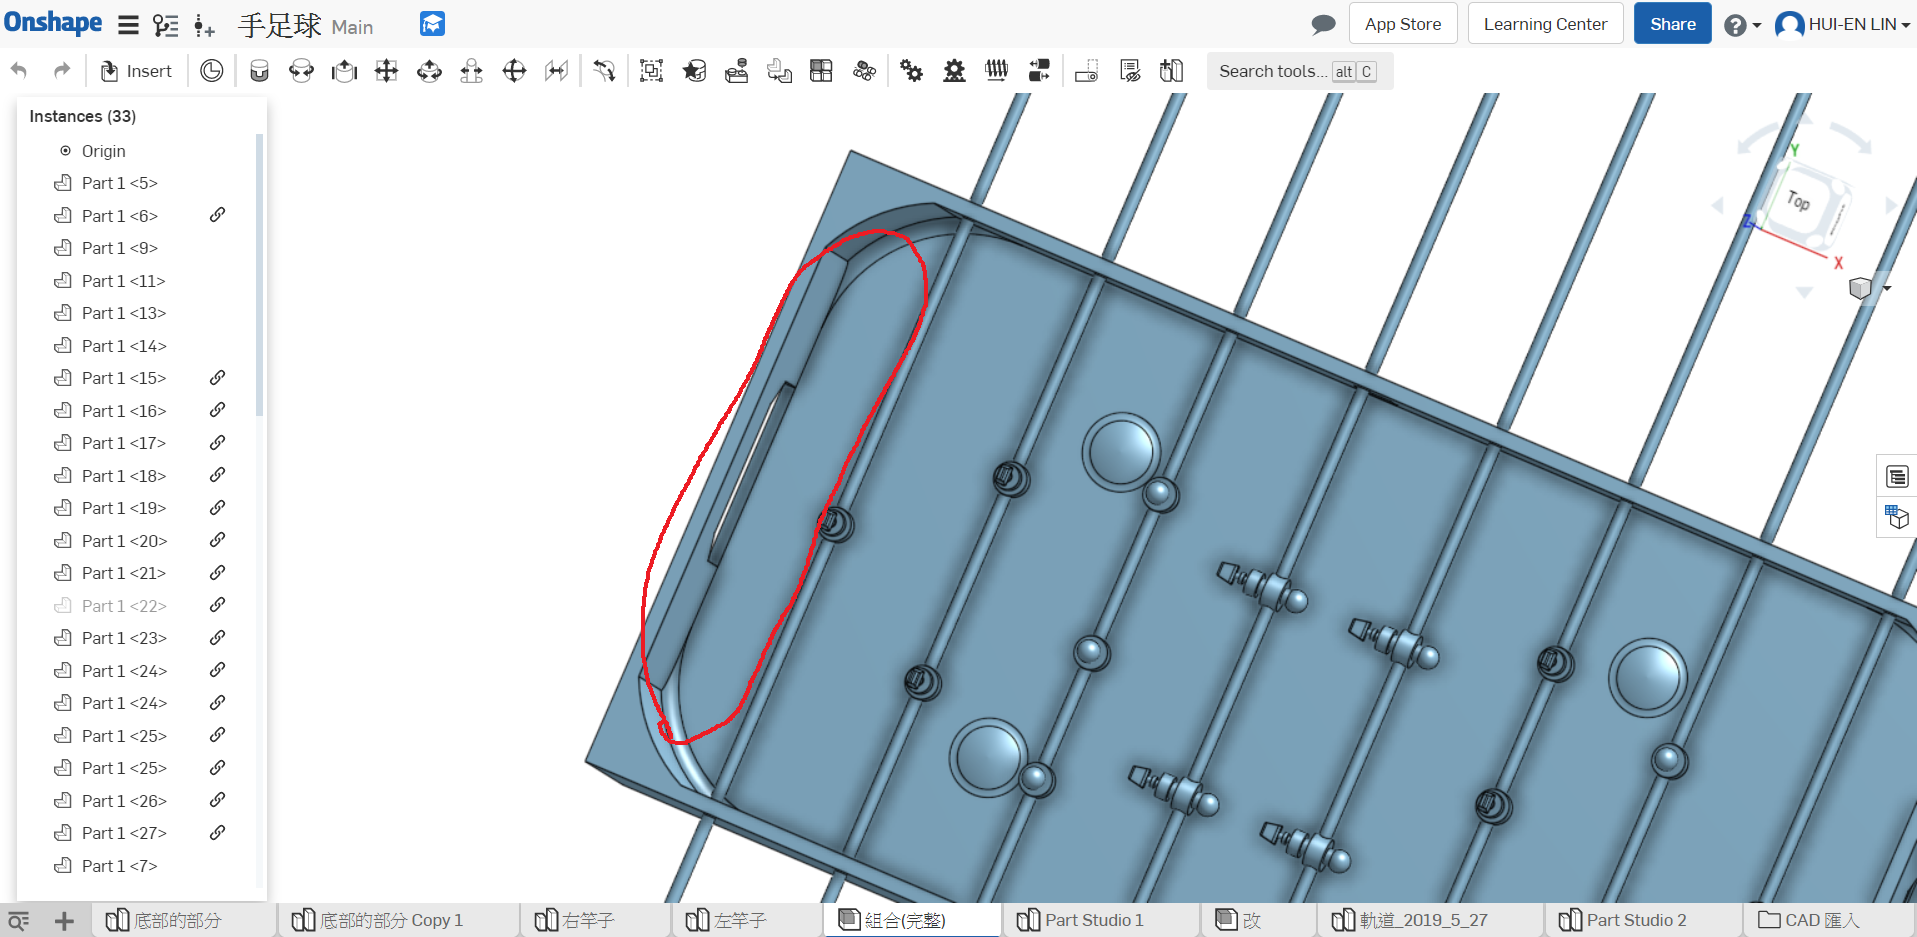 Onshape 手足球 Main App Store Learning Center Share ? HUI-EN LIN
Insert Search tools... alt C
Instances (33)
Origin
Part 1 <5>
Part 1 <6>
Part 1 <9>
Part 1 <11>
Part 1 <13>
Part 1 <14>
Part 1 <15>
Part 1 <16>
Part 1 <17>
Part 1 <18>
Part 1 <19>
Part 1 <20>
Part 1 <21>
Part 1 <22>
Part 1 <23>
Part 1 <24>
Part 1 <24>
Part 1 <25>
Part 1 <25>
Part 1 <26>
Part 1 <27>
Part 1 <7>
Y
Top
Z
X
底部的部分 底部的部分 Copy 1 右竿子 左竿子 組合(完整) Part Studio 1 改 軌道_2019_5_27 Part Studio 2 CAD 匯入